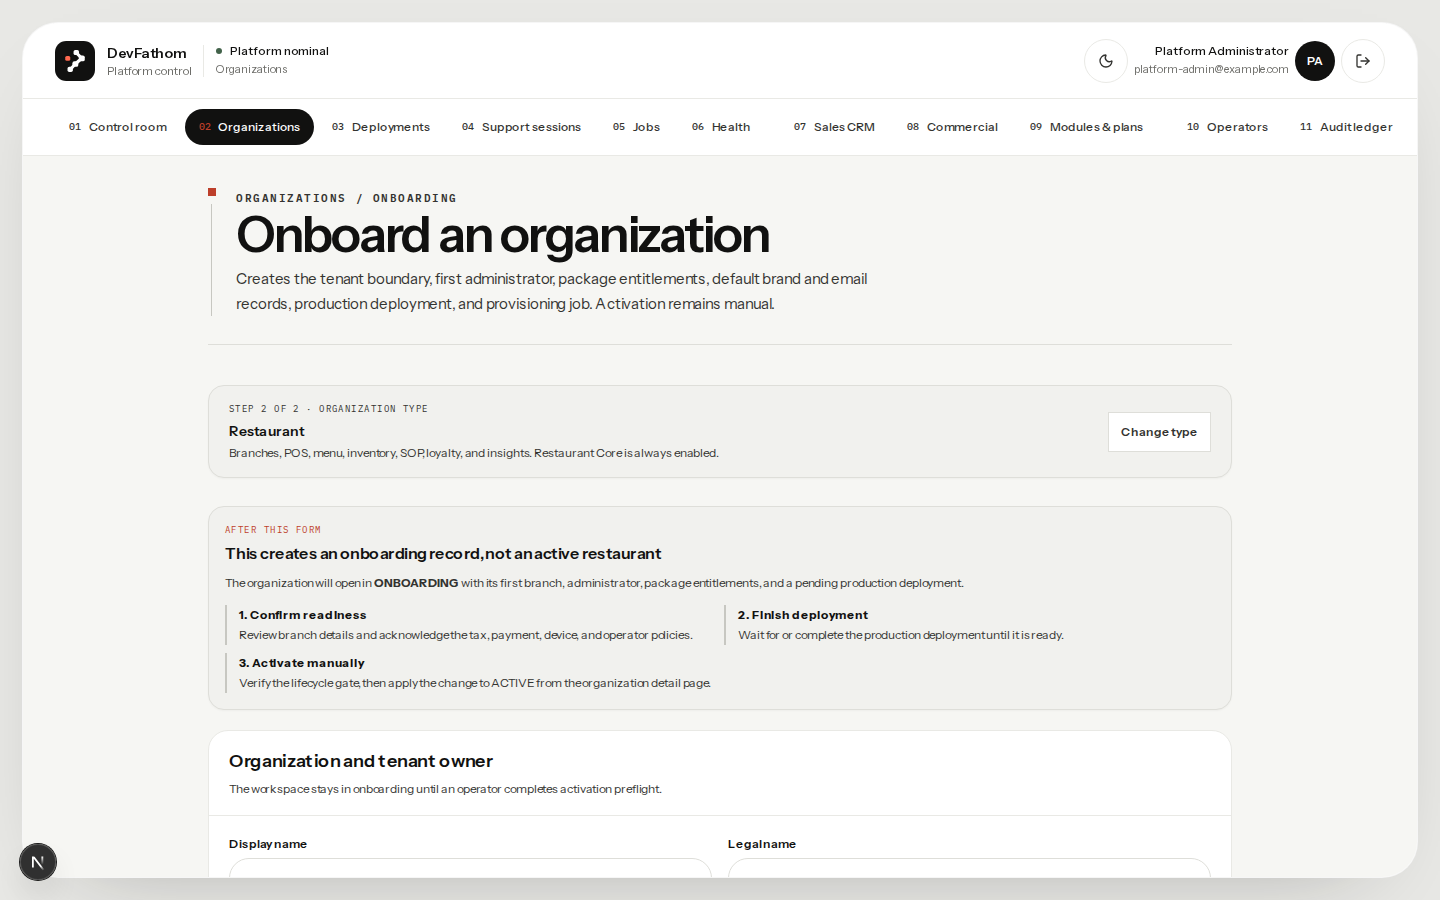 DevFathom
Platform control
Platform nominal
Organizations
Platform Administrator
platform-admin@example.com
PA
01 Control room
02 Organizations
03 Deployments
04 Support sessions
05 Jobs
06 Health
07 Sales CRM
08 Commercial
09 Modules & plans
10 Operators
11 Audit ledger
ORGANIZATIONS / ONBOARDING
Onboard an organization
Creates the tenant boundary, first administrator, package entitlements, default brand and email
records, production deployment, and provisioning job. Activation remains manual.
STEP 2 OF 2 · ORGANIZATION TYPE
Restaurant
Branches, POS, menu, inventory, SOP, loyalty, and insights. Restaurant Core is always enabled.
Change type
AFTER THIS FORM
This creates an onboarding record, not an active restaurant
The organization will open in ONBOARDING with its first branch, administrator, package entitlements, and a pending production deployment.
1. Confirm readiness
Review branch details and acknowledge the tax, payment, device, and operator policies.
2. Finish deployment
Wait for or complete the production deployment until it is ready.
3. Activate manually
Verify the lifecycle gate, then apply the change to ACTIVE from the organization detail page.
Organization and tenant owner
The workspace stays in onboarding until an operator completes activation preflight.
Display name
Legal name
N